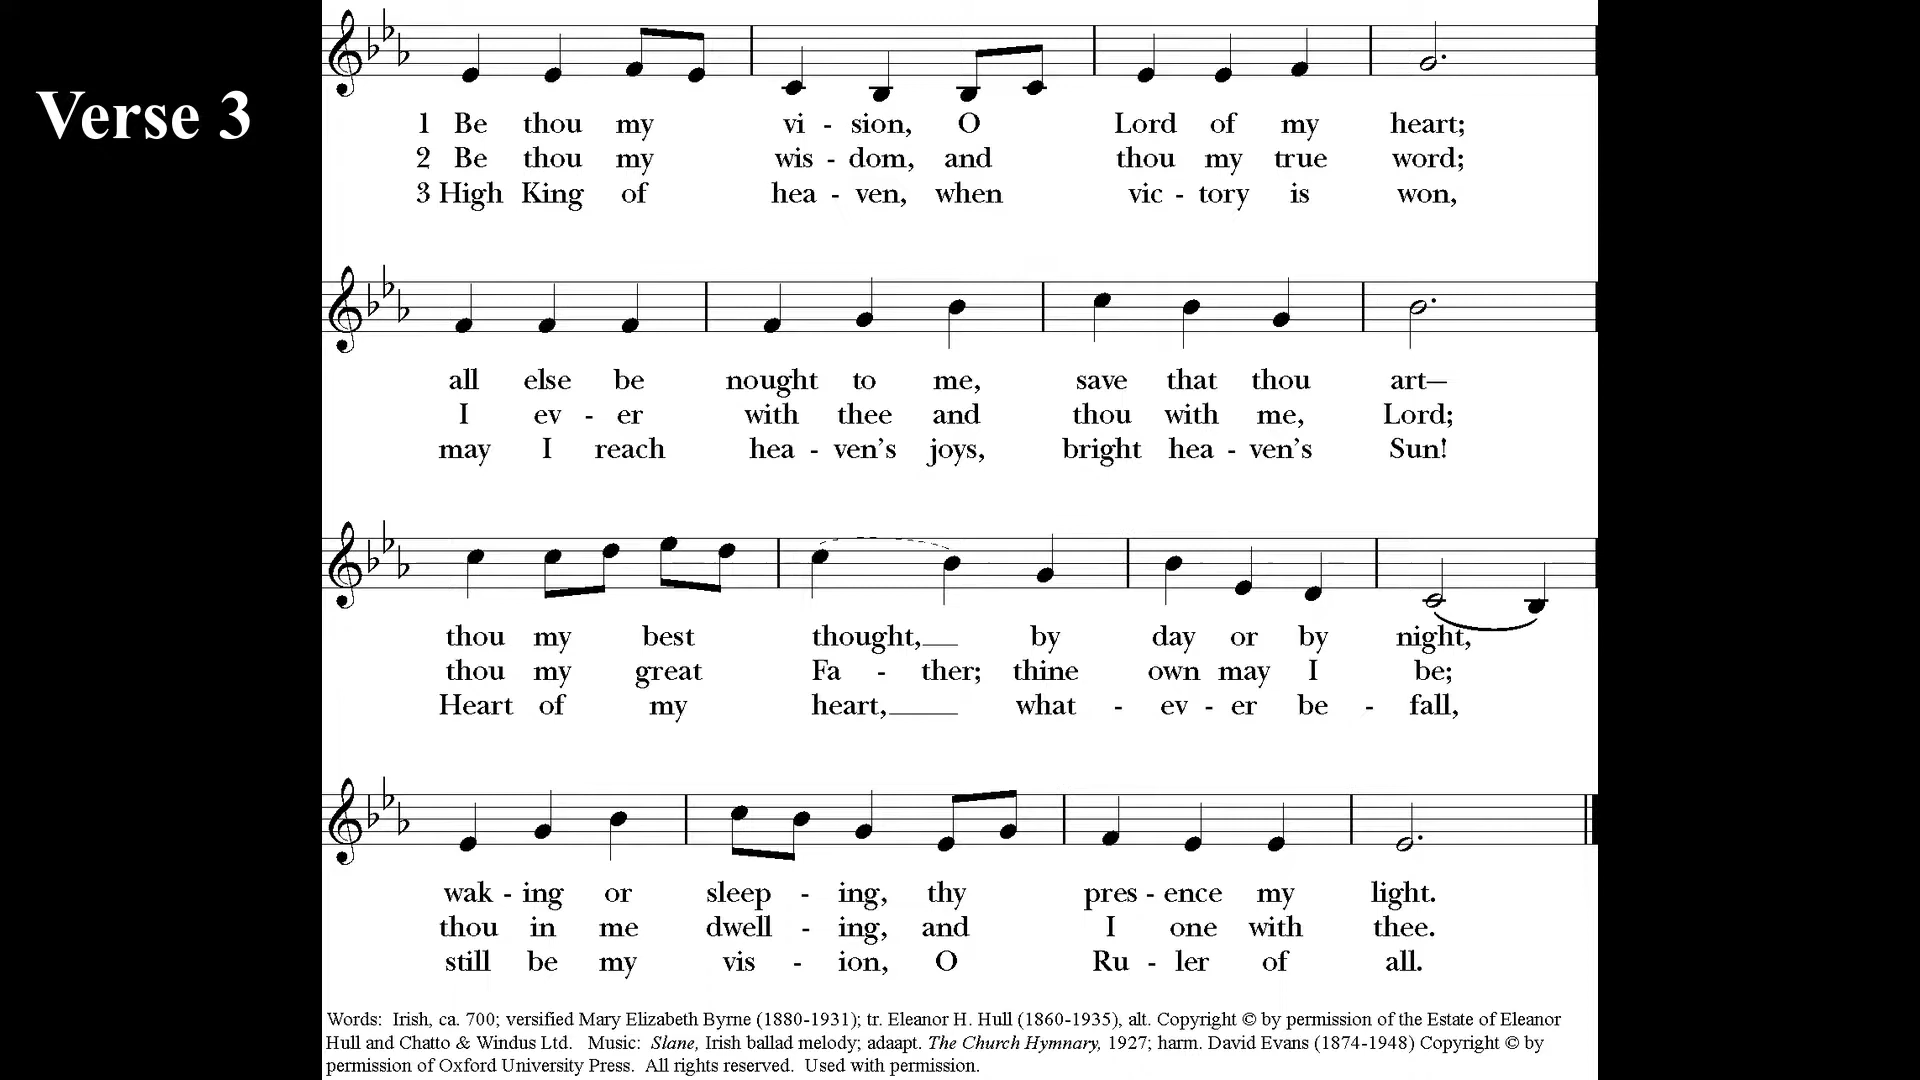 Verse 3
1 Be thou my vi - sion, O Lord of my heart;
2 Be thou my wis - dom, and thou my true word;
3 High King of hea - ven, when vic - tory is won,
all else be nought to me, save that thou art—
I ev - er with thee and thou with me, Lord;
may I reach hea - ven's joys, bright hea - ven's Sun!
thou my best thought, by day or by night,
thou my great Fa - ther; thine own may I be;
Heart of my heart, what - ev - er be - fall,
wak - ing or sleep - ing, thy pres - ence my light.
thou in me dwell - ing, and I one with thee.
still be my vis - ion, O Ru - ler of all.
Words: Irish, ca. 700; versified Mary Elizabeth Byrne (1880-1931); tr. Eleanor H. Hull (1860-1935), alt. Copyright © by permission of the Estate of Eleanor
Hull and Chatto & Windus Ltd. Music: Slane, Irish ballad melody; adaapt. The Church Hymnary, 1927; harm. David Evans (1874-1948) Copyright © by
permission of Oxford University Press. All rights reserved. Used with permission.